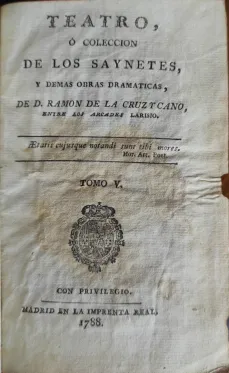 TEATRO,
Ó COLECCION
DE LOS SAYNETES,
Y DEMAS OBRAS DRAMATICAS,
DE D. RAMON DE LA CRUZ Y CANO,
ENTRE LOS ARCADES LARISIO.
Ætatis cujusque notandi sunt tibi mores.
Hor. Art. Poet.
TOMO V.
CON PRIVILEGIO.
MADRID EN LA IMPRENTA REAL,
1788.